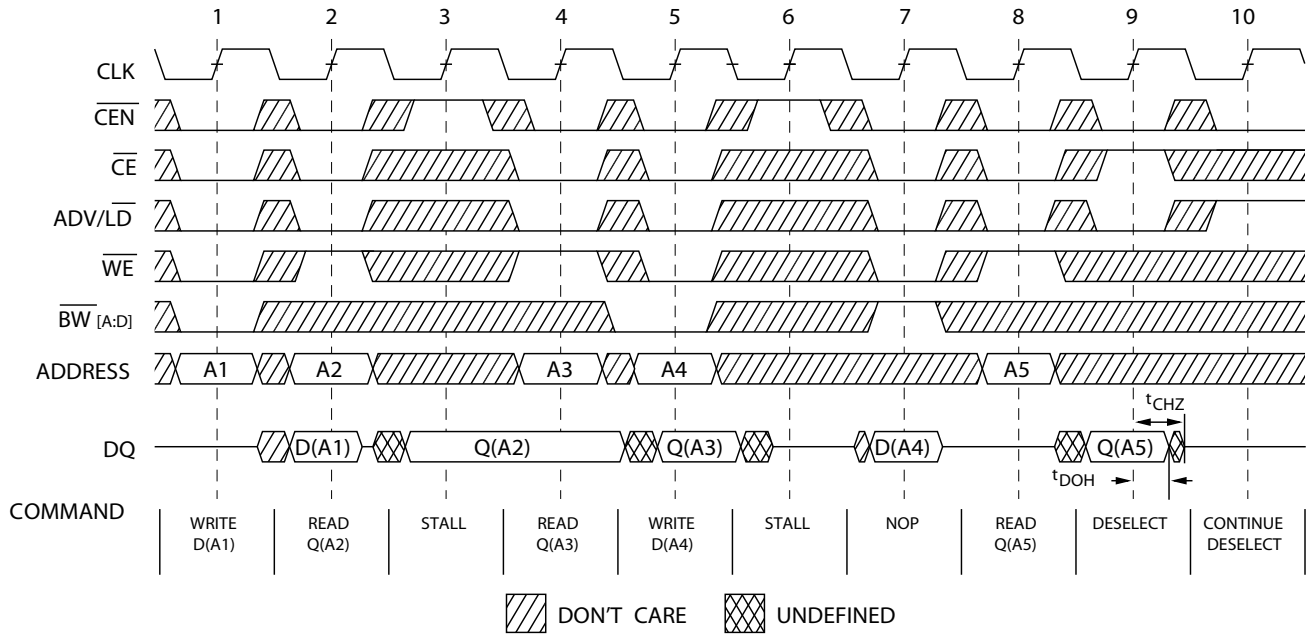 1 2 3 4 5 6 7 8 9 10
CLK
CEN
CE
ADV/LD
WE
BW [A:D]
ADDRESS A1 A2 A3 A4 A5
tCHZ
DQ D(A1) Q(A2) Q(A3) D(A4) Q(A5)
tDOH
COMMAND
WRITE READ STALL READ WRITE STALL NOP READ DESELECT CONTINUE
D(A1) Q(A2) Q(A3) D(A4) Q(A5) DESELECT
DON'T CARE UNDEFINED